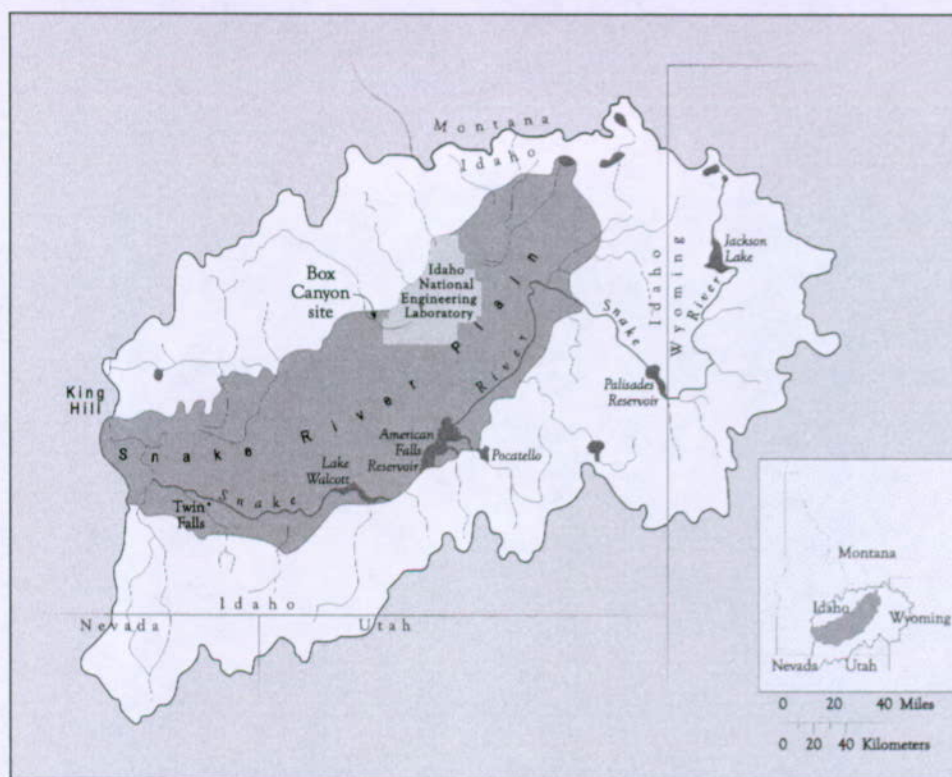 Montana
Idaho
Jackson
Lake
Idaho
Wyoming
Snake
River
Box
Canyon
site
Idaho
National
Engineering
Laboratory
Snake River Plain
River
King
Hill
Palisades
Reservoir
American
Falls
Reservoir
Pocatello
Lake
Walcott
Snake
Twin
Falls
Idaho
Nevada
Utah
Montana
Idaho
Wyoming
Nevada
Utah
0 20 40 Miles
0 20 40 Kilometers